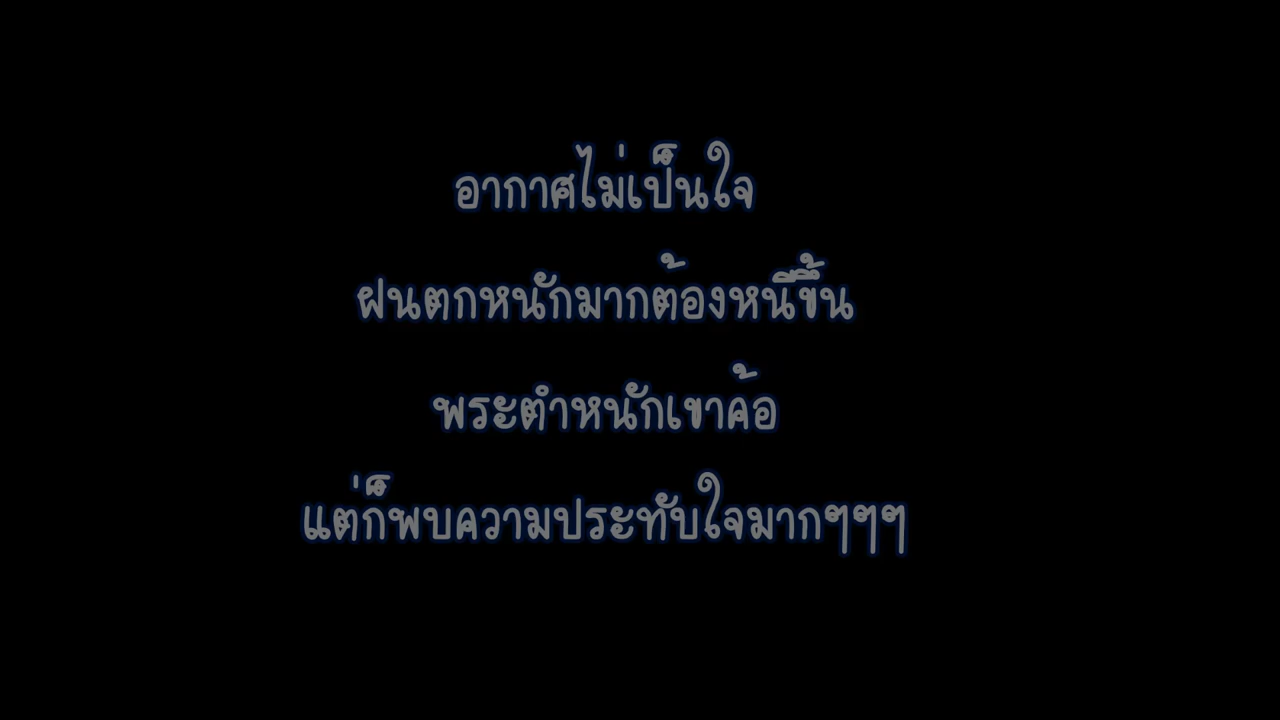 อากาศไม่เป็นใจ
ฝนตกหนักมากต้องหนีขึ้น
พระตำหนักเขาค้อ
แต่ก็พบความประทับใจมากๆๆๆ